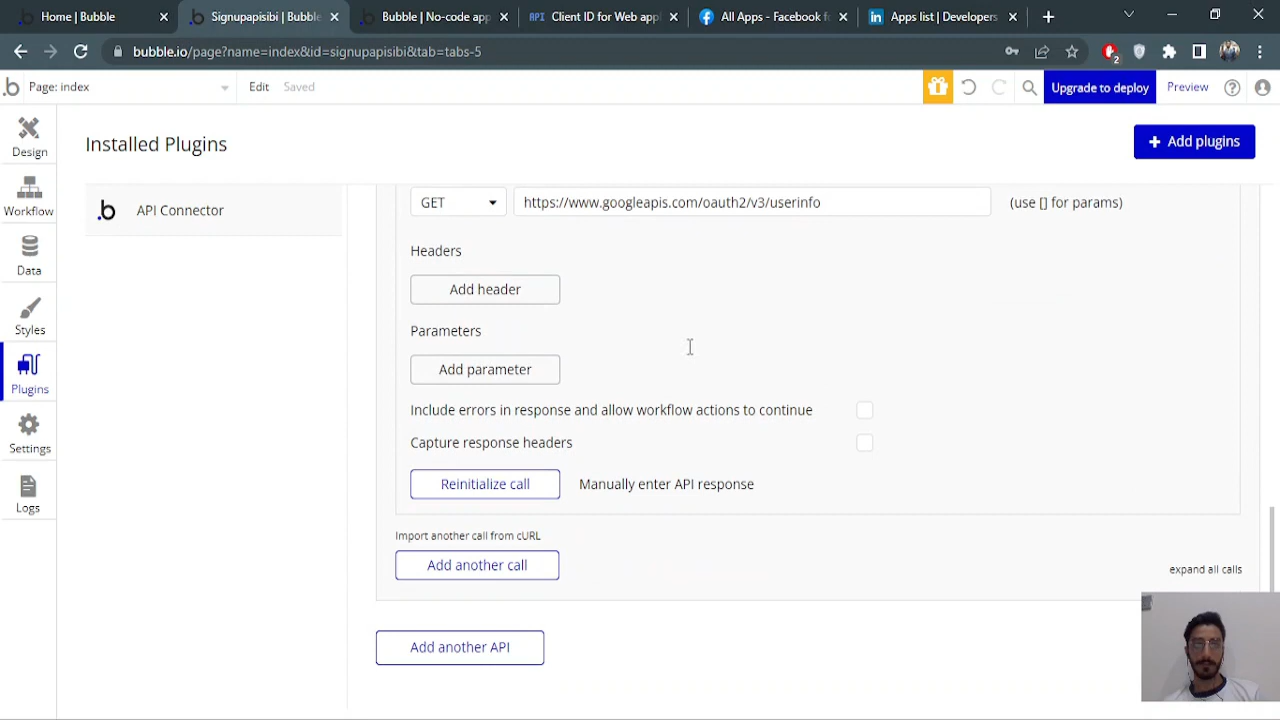 Home | Bubble
Signupapisibi | Bubble
Bubble | No-code app
API Client ID for Web appl
All Apps - Facebook fo
Apps list | Developers
bubble.io/page?name=index&id=signupapisibi&tab=tabs-5
2
Page: index
Edit
Saved
Upgrade to deploy
Preview
Design
Installed Plugins
Add plugins
Workflow
API Connector
GET
https://www.googleapis.com/oauth2/v3/userinfo
(use [] for params)
Data
Headers
Add header
Styles
Parameters
Add parameter
Plugins
Include errors in response and allow workflow actions to continue
Settings
Capture response headers
Reinitialize call
Manually enter API response
Logs
Import another call from cURL
Add another call
expand all calls
Add another API